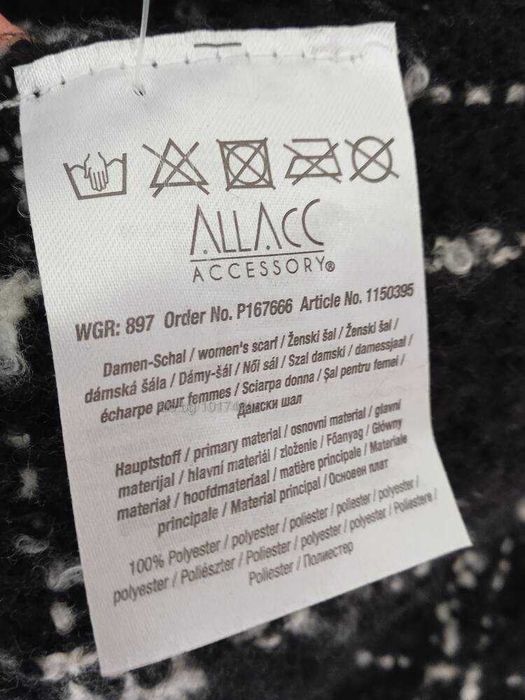 ALLACC
ACCESSORY®
WGR: 897 Order No. P167666 Article No. 1150395
Damen-Schal / women's scarf / Ženski šal / Ženski šal /
dámská šála / Dámy-šál / Női sál / Szal damski / damessjaal /
écharpe pour femmes / Sciarpa donna / Şal pentru femei /
Дамски шал
Hauptstoff / primary material / osnovni material / glavni
materijal / hlavní materiál / zloženie / Főanyag / Główny
materiał / hoofdmateriaal / matière principale / Materiale
principale / Material principal / Основен плат
100% Polyester / polyester / poliester / poliester / polyester /
polyester / Poliészter / Poliester / polyester / polyester / Poliestere /
Poliester / Полиестер